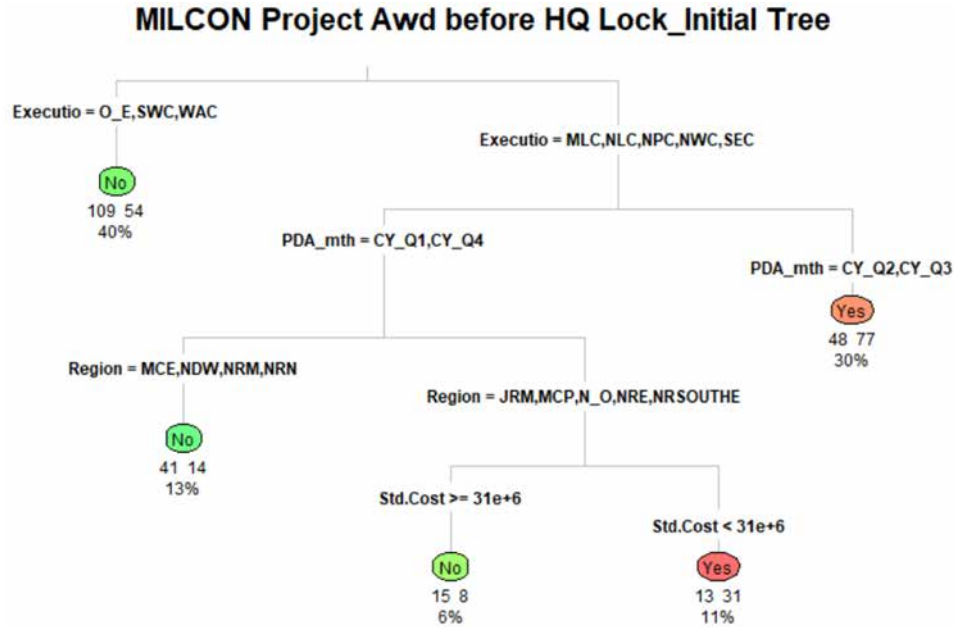 MILCON Project Awd before HQ Lock_Initial Tree
Executio = O_E,SWC,WAC
Executio = MLC,NLC,NPC,NWC,SEC
No
109 54
40%
PDA_mth = CY_Q1,CY_Q4
PDA_mth = CY_Q2,CY_Q3
Yes
48 77
30%
Region = MCE,NDW,NRM,NRN
Region = JRM,MCP,N_O,NRE,NRSOUTHE
No
41 14
13%
Std.Cost >= 31e+6
Std.Cost < 31e+6
No
15 8
6%
Yes
13 31
11%